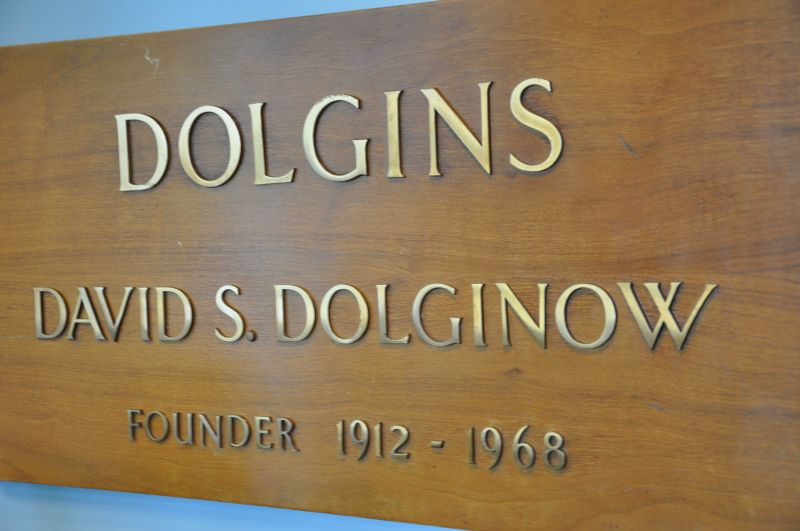 DOLGINS
DAVID S. DOLGINOW
FOUNDER 1912 - 1968